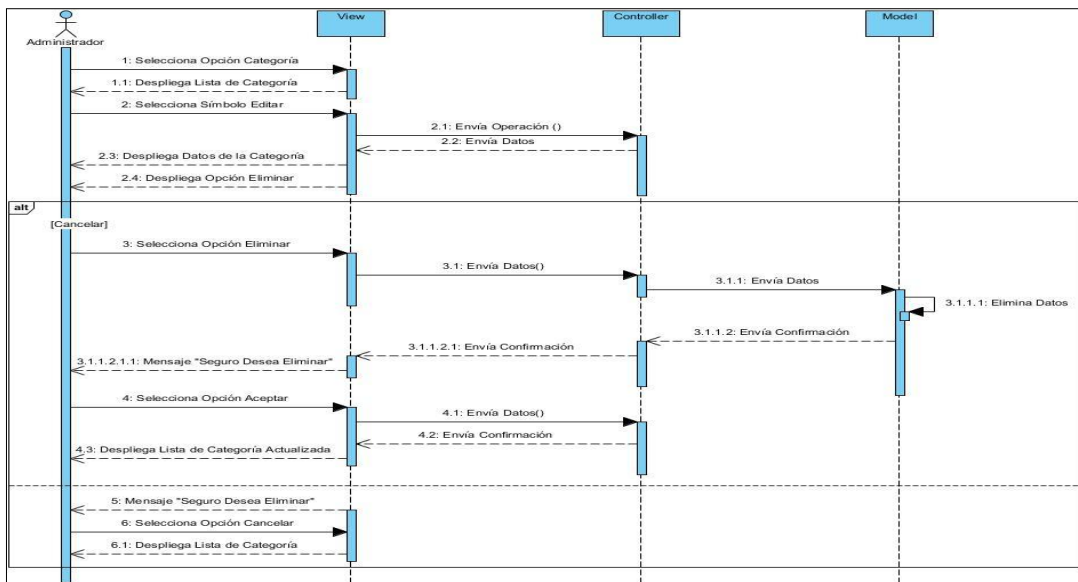 View
Controller
Model
Administrador
1: Selecciona Opción Categoría
1.1: Despliega Lista de Categoría
2: Selecciona Símbolo Editar
2.1: Envía Operación ()
2.2: Envía Datos
2.3: Despliega Datos de la Categoría
2.4: Despliega Opción Eliminar
alt
[Cancelar]
3: Selecciona Opción Eliminar
3.1: Envía Datos()
3.1.1: Envía Datos
3.1.1.1: Elimina Datos
3.1.1.2: Envía Confirmación
3.1.1.2.1: Envía Confirmación
3.1.1.2.1.1: Mensaje "Seguro Desea Eliminar"
4: Selecciona Opción Aceptar
4.1: Envía Datos()
4.2: Envía Confirmación
4.3: Despliega Lista de Categoría Actualizada
5: Mensaje "Seguro Desea Eliminar"
6: Selecciona Opción Cancelar
6.1: Despliega Lista de Categoría